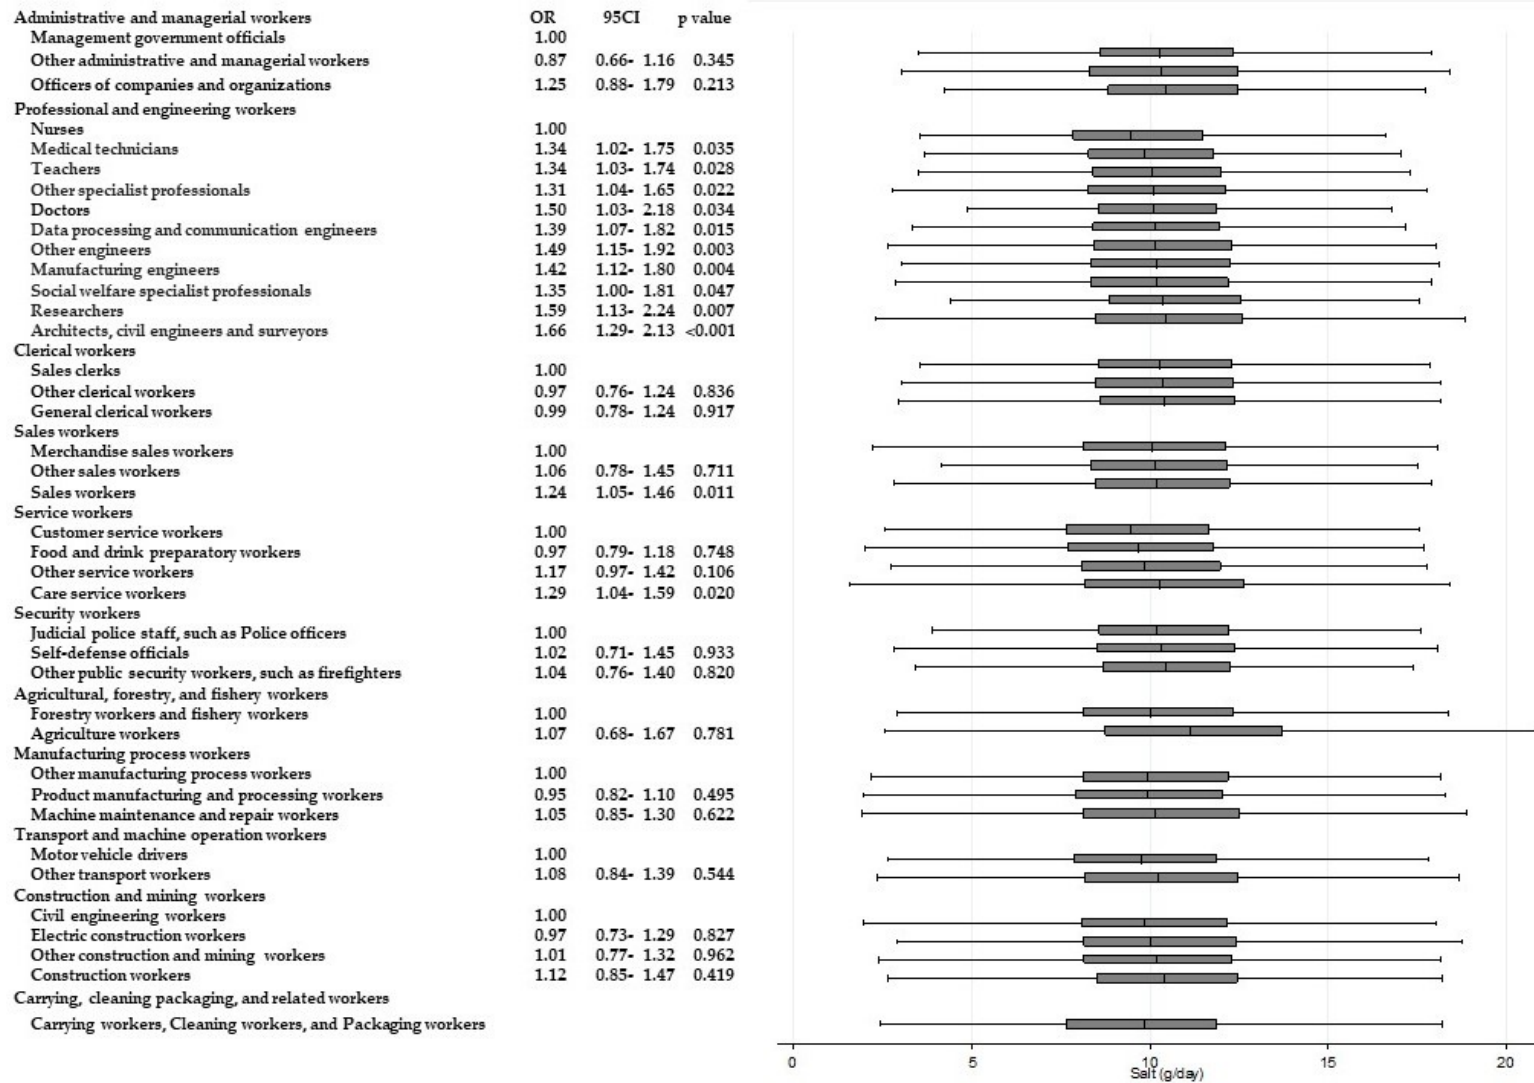 Administrative and managerial workers OR 95CI p value
Management government officials 1.00
Other administrative and managerial workers 0.87 0.66- 1.16 0.345
Officers of companies and organizations 1.25 0.88- 1.79 0.213
Professional and engineering workers
Nurses 1.00
Medical technicians 1.34 1.02- 1.75 0.035
Teachers 1.34 1.03- 1.74 0.028
Other specialist professionals 1.31 1.04- 1.65 0.022
Doctors 1.50 1.03- 2.18 0.034
Data processing and communication engineers 1.39 1.07- 1.82 0.015
Other engineers 1.49 1.15- 1.92 0.003
Manufacturing engineers 1.42 1.12- 1.80 0.004
Social welfare specialist professionals 1.35 1.00- 1.81 0.047
Researchers 1.59 1.13- 2.24 0.007
Architects, civil engineers and surveyors 1.66 1.29- 2.13 <0.001
Clerical workers
Sales clerks 1.00
Other clerical workers 0.97 0.76- 1.24 0.836
General clerical workers 0.99 0.78- 1.24 0.917
Sales workers
Merchandise sales workers 1.00
Other sales workers 1.06 0.78- 1.45 0.711
Sales workers 1.24 1.05- 1.46 0.011
Service workers
Customer service workers 1.00
Food and drink preparatory workers 0.97 0.79- 1.18 0.748
Other service workers 1.17 0.97- 1.42 0.106
Care service workers 1.29 1.04- 1.59 0.020
Security workers
Judicial police staff, such as Police officers 1.00
Self-defense officials 1.02 0.71- 1.45 0.933
Other public security workers, such as firefighters 1.04 0.76- 1.40 0.820
Agricultural, forestry, and fishery workers
Forestry workers and fishery workers 1.00
Agriculture workers 1.07 0.68- 1.67 0.781
Manufacturing process workers
Other manufacturing process workers 1.00
Product manufacturing and processing workers 0.95 0.82- 1.10 0.495
Machine maintenance and repair workers 1.05 0.85- 1.30 0.622
Transport and machine operation workers
Motor vehicle drivers 1.00
Other transport workers 1.08 0.84- 1.39 0.544
Construction and mining workers
Civil engineering workers 1.00
Electric construction workers 0.97 0.73- 1.29 0.827
Other construction and mining workers 1.01 0.77- 1.32 0.962
Construction workers 1.12 0.85- 1.47 0.419
Carrying, cleaning packaging, and related workers
Carrying workers, Cleaning workers, and Packaging workers
0 5 10 15 20
Salt (g/day)